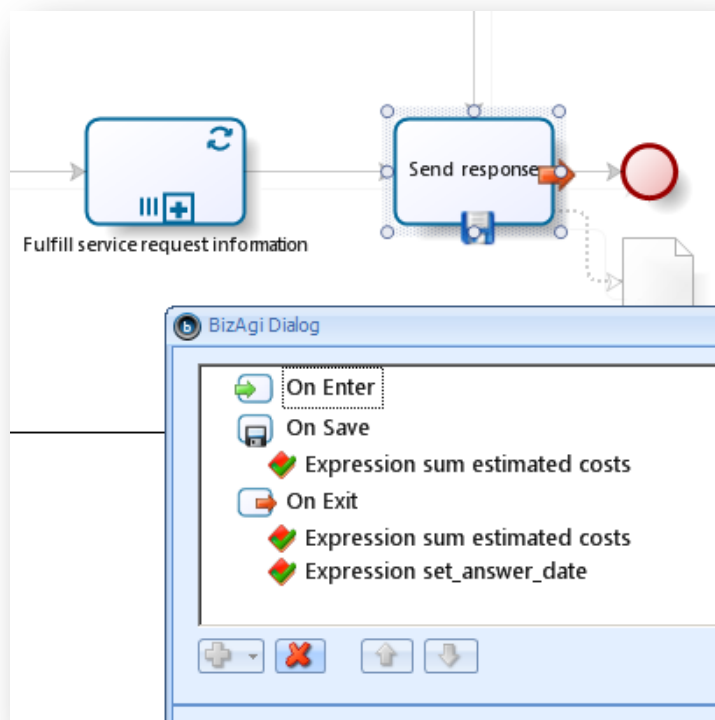 Send response
Fulfill service request information
BizAgi Dialog
On Enter
On Save
Expression sum estimated costs
On Exit
Expression sum estimated costs
Expression set_answer_date